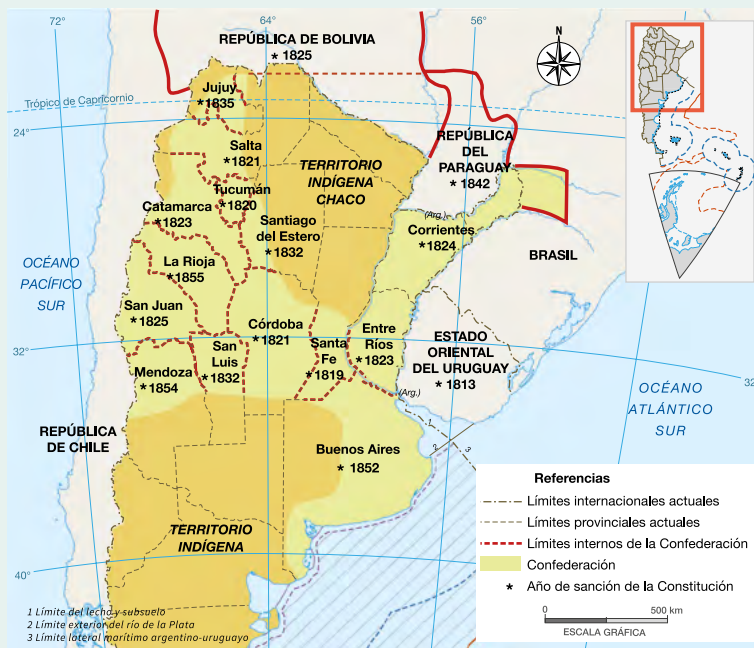 72°
64°
56°
REPÚBLICA DE BOLIVIA
* 1825
Trópico de Capricornio
24°
Jujuy
*1835
Salta
*1821
TERRITORIO
INDÍGENA
CHACO
REPÚBLICA
DEL
PARAGUAY
* 1842
Tucumán
*1820
Catamarca
*1823
Santiago
del Estero
*1832
(Arg.)
Corrientes
*1824
BRASIL
OCÉANO
PACÍFICO
SUR
La Rioja
*1855
San Juan
*1825
Córdoba
*1821
32°
San
Luis
*1832
Santa
Fe
*1819
Entre
Ríos
*1823
ESTADO
ORIENTAL
DEL URUGUAY
* 1813
Mendoza
*1854
32
(Arg.)
OCÉANO
ATLÁNTICO
SUR
REPÚBLICA
DE CHILE
Buenos Aires
* 1852
1
2
3
TERRITORIO
INDÍGENA
40°
1 Límite del lecho y subsuelo
2 Límite exterior del río de la Plata
3 Límite lateral marítimo argentino-uruguayo
Referencias
Límites internacionales actuales
Límites provinciales actuales
Límites internos de la Confederación
Confederación
* Año de sanción de la Constitución
0 500 km
ESCALA GRÁFICA